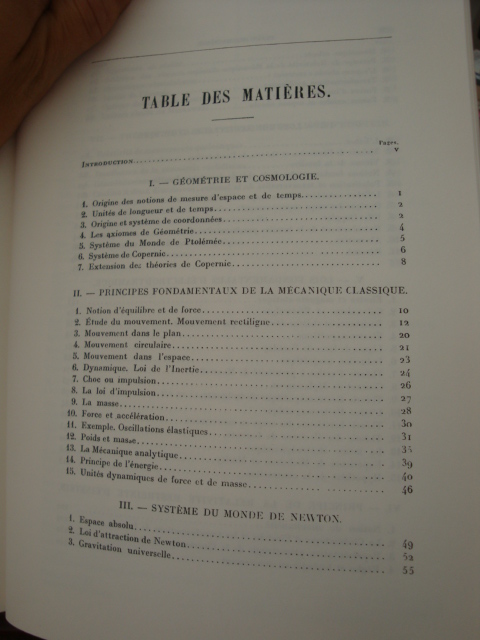 TABLE DES MATIÈRES.
Pages.
INTRODUCTION V
I. — GÉOMÉTRIE ET COSMOLOGIE.
1. Origine des notions de mesure d'espace et de temps 1
2. Unités de longueur et de temps 2
3. Origine et système de coordonnées 2
4. Les axiomes de Géométrie 4
5. Système du Monde de Ptolémée 5
6. Système de Copernic 6
7. Extension des théories de Copernic 8
II. — PRINCIPES FONDAMENTAUX DE LA MÉCANIQUE CLASSIQUE.
1. Notion d'équilibre et de force 10
2. Étude du mouvement. Mouvement rectiligne 12
3. Mouvement dans le plan 20
4. Mouvement circulaire 21
5. Mouvement dans l'espace 23
6. Dynamique. Loi de l'Inertie 24
7. Choc ou impulsion 26
8. La loi d'impulsion 27
9. La masse 28
10. Force et accélération 30
11. Exemple. Oscillations élastiques 31
12. Poids et masse
13. La Mécanique analytique 39
14. Principe de l'énergie 40
15. Unités dynamiques de force et de masse 46
III. — SYSTÈME DU MONDE DE NEWTON.
1. Espace absolu 49
2. Loi d'attraction de Newton 52
3. Gravitation universelle 55